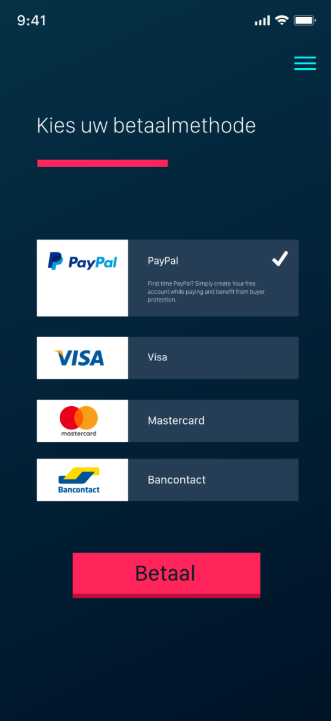 9:41
Kies uw betaalmethode
PayPal
PayPal
First time PayPal? Simply create Your free
account while paying and benefit from buyer
protection.
VISA
Visa
mastercard
Mastercard
Bancontact
Bancontact
Betaal